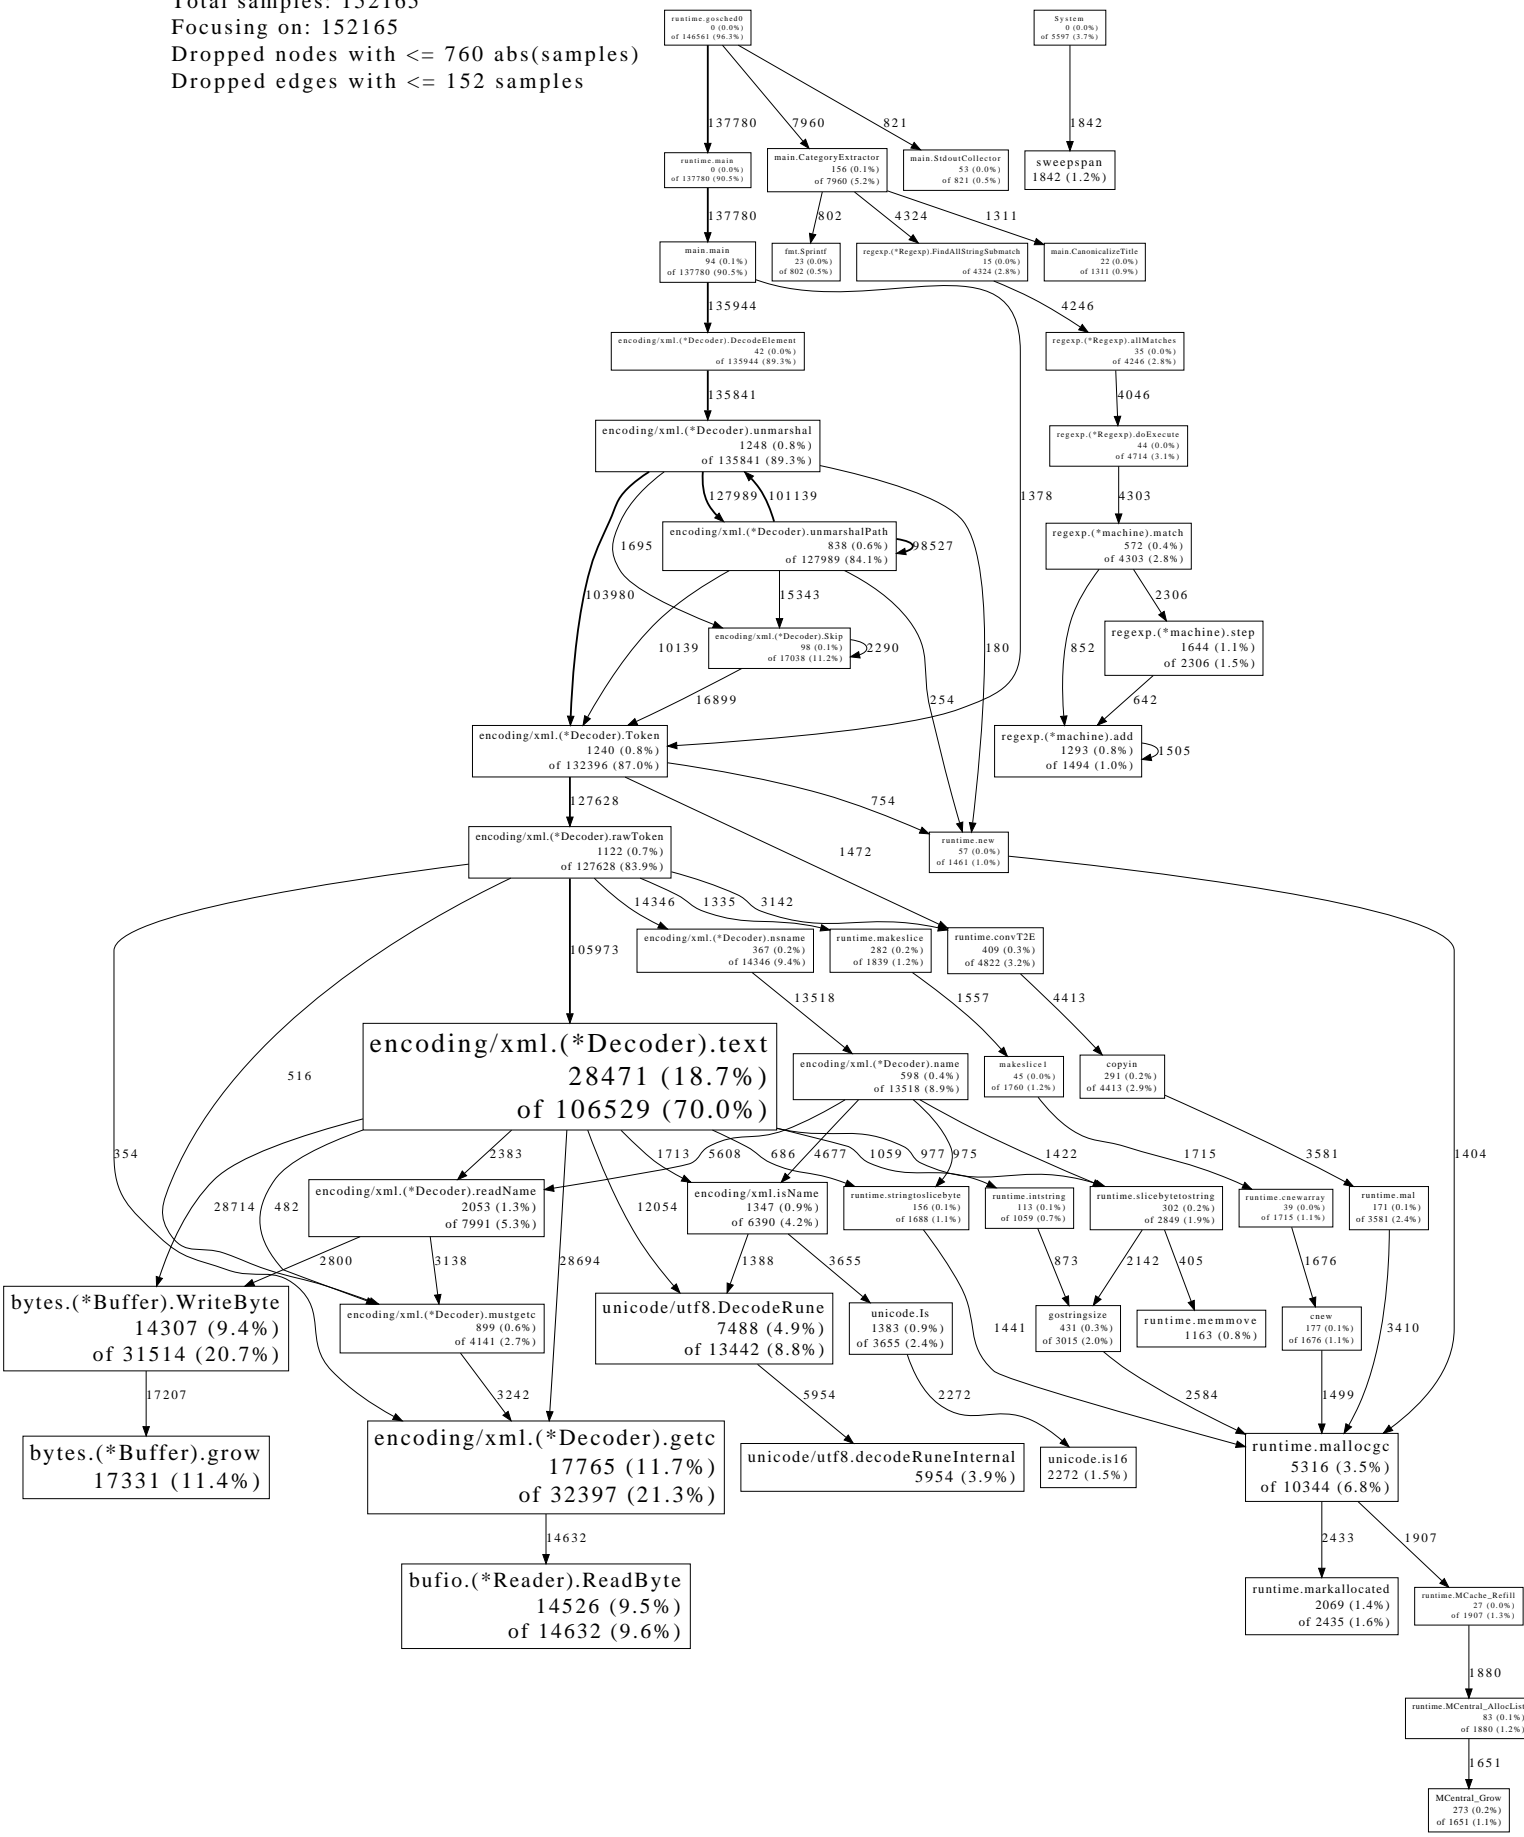 Total samples: 152165
Focusing on: 152165
Dropped nodes with <= 760 abs(samples)
Dropped edges with <= 152 samples
runtime.gosched0
0 (0.0%)
of 146561 (96.3%)
System
0 (0.0%)
of 5597 (3.7%)
137780
7960
821
1842
runtime.main
0 (0.0%)
of 137780 (90.5%)
main.CategoryExtractor
156 (0.1%)
of 7960 (5.2%)
main.StdoutCollector
53 (0.0%)
of 821 (0.5%)
sweepspan
1842 (1.2%)
137780
802
4324
1311
main.main
94 (0.1%)
of 137780 (90.5%)
fmt.Sprintf
23 (0.0%)
of 802 (0.5%)
regexp.(*Regexp).FindAllStringSubmatch
15 (0.0%)
of 4324 (2.8%)
main.CanonicalizeTitle
22 (0.0%)
of 1311 (0.9%)
135944
4246
encoding/xml.(*Decoder).DecodeElement
42 (0.0%)
of 135944 (89.3%)
regexp.(*Regexp).allMatches
35 (0.0%)
of 4246 (2.8%)
135841
4046
encoding/xml.(*Decoder).unmarshal
1248 (0.8%)
of 135841 (89.3%)
regexp.(*Regexp).doExecute
44 (0.0%)
of 4714 (3.1%)
127989
101139
1378
4303
encoding/xml.(*Decoder).unmarshalPath
838 (0.6%)
of 127989 (84.1%)
98527
1695
regexp.(*machine).match
572 (0.4%)
of 4303 (2.8%)
103980
15343
2306
encoding/xml.(*Decoder).Skip
98 (0.1%)
of 17038 (11.2%)
2290
10139
180
852
regexp.(*machine).step
1644 (1.1%)
of 2306 (1.5%)
16899
254
642
encoding/xml.(*Decoder).Token
1240 (0.8%)
of 132396 (87.0%)
regexp.(*machine).add
1293 (0.8%)
of 1494 (1.0%)
1505
127628
754
encoding/xml.(*Decoder).rawToken
1122 (0.7%)
of 127628 (83.9%)
1472
runtime.new
57 (0.0%)
of 1461 (1.0%)
14346
1335
3142
105973
encoding/xml.(*Decoder).nsname
367 (0.2%)
of 14346 (9.4%)
runtime.makeslice
282 (0.2%)
of 1839 (1.2%)
runtime.convT2E
409 (0.3%)
of 4822 (3.2%)
13518
1557
4413
encoding/xml.(*Decoder).text
28471 (18.7%)
of 106529 (70.0%)
encoding/xml.(*Decoder).name
598 (0.4%)
of 13518 (8.9%)
makeslice1
45 (0.0%)
of 1760 (1.2%)
copyin
291 (0.2%)
of 4413 (2.9%)
516
354
2383
1713
5608
686
4677
1059
977
975
1422
1715
3581
1404
encoding/xml.(*Decoder).readName
2053 (1.3%)
of 7991 (5.3%)
encoding/xml.isName
1347 (0.9%)
of 6390 (4.2%)
runtime.stringtoslicebyte
156 (0.1%)
of 1688 (1.1%)
runtime.intstring
113 (0.1%)
of 1059 (0.7%)
runtime.slicebytetostring
302 (0.2%)
of 2849 (1.9%)
runtime.cnewarray
39 (0.0%)
of 1715 (1.1%)
runtime.mal
171 (0.1%)
of 3581 (2.4%)
28714
482
12054
2800
3138
28694
1388
3655
873
2142
405
1676
bytes.(*Buffer).WriteByte
14307 (9.4%)
of 31514 (20.7%)
encoding/xml.(*Decoder).mustgetc
899 (0.6%)
of 4141 (2.7%)
unicode/utf8.DecodeRune
7488 (4.9%)
of 13442 (8.8%)
unicode.Is
1383 (0.9%)
of 3655 (2.4%)
1441
gostringsize
431 (0.3%)
of 3015 (2.0%)
runtime.memmove
1163 (0.8%)
cnew
177 (0.1%)
of 1676 (1.1%)
3410
17207
3242
5954
2272
2584
1499
bytes.(*Buffer).grow
17331 (11.4%)
encoding/xml.(*Decoder).getc
17765 (11.7%)
of 32397 (21.3%)
unicode/utf8.decodeRuneInternal
5954 (3.9%)
unicode.is16
2272 (1.5%)
runtime.mallocgc
5316 (3.5%)
of 10344 (6.8%)
14632
2433
1907
bufio.(*Reader).ReadByte
14526 (9.5%)
of 14632 (9.6%)
runtime.markallocated
2069 (1.4%)
of 2435 (1.6%)
runtime.MCache_Refill
27 (0.0%)
of 1907 (1.3%)
1880
runtime.MCentral_AllocList
83 (0.1%)
of 1880 (1.2%)
1651
MCentral_Grow
273 (0.2%)
of 1651 (1.1%)